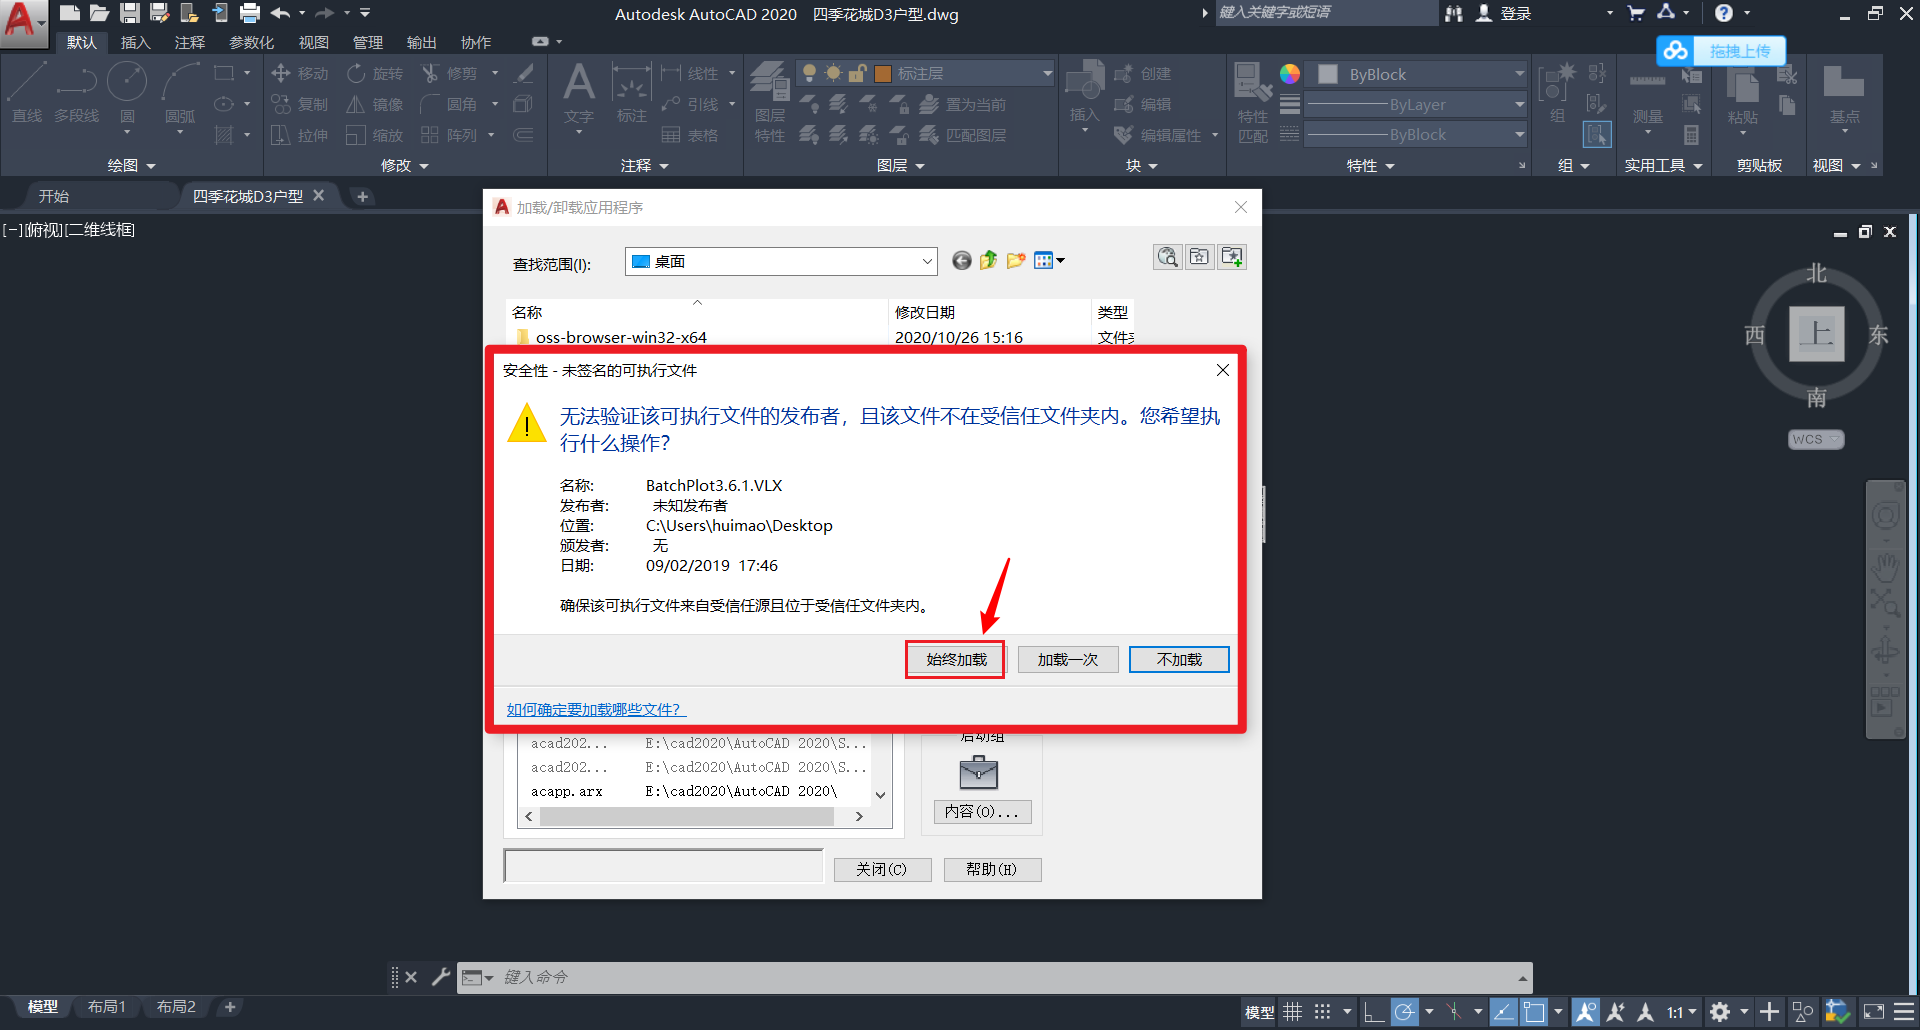 Autodesk AutoCAD 2020 四季花城D3户型.dwg
键入关键字或短语
登录
默认 插入 注释 参数化 视图 管理 输出 协作
拖拽上传
直线 多段线 圆 圆弧
移动 旋转 修剪
复制 镜像 圆角
拉伸 缩放 阵列
文字 标注
线性
引线
表格
图层
特性
标注层
置为当前
匹配图层
插入
创建
编辑
编辑属性
特性
匹配
ByBlock
ByLayer
ByBlock
组
测量
粘贴
基点
绘图 修改 注释 图层 块 特性 组 实用工具 剪贴板 视图
开始 四季花城D3户型
[−][俯视][二维线框]
北
西 上 东
南
WCS
加载/卸载应用程序
查找范围(I):
桌面
名称 修改日期 类型
oss-browser-win32-x64 2020/10/26 15:16
安全性 - 未签名的可执行文件
无法验证该可执行文件的发布者，且该文件不在受信任文件夹内。您希望执
行什么操作？
名称: BatchPlot3.6.1.VLX
发布者: 未知发布者
位置: C:\Users\huimao\Desktop
颁发者: 无
日期: 09/02/2019 17:46
确保该可执行文件来自受信任源且位于受信任文件夹内。
始终加载 加载一次 不加载
如何确定要加载哪些文件？
启动组
acad202... E:\cad2020\AutoCAD 2020\S...
acad202... E:\cad2020\AutoCAD 2020\S...
acapp.arx E:\cad2020\AutoCAD 2020\
内容(O)...
关闭(C) 帮助(H)
键入命令
模型 布局1 布局2
模型
1:1